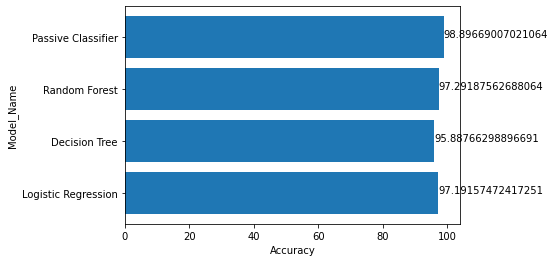 Passive Classifier
98.89669007021064
Random Forest
97.29187562688064
Decision Tree
95.88766298896691
Logistic Regression
97.19157472417251
Model_Name
0 20 40 60 80 100
Accuracy